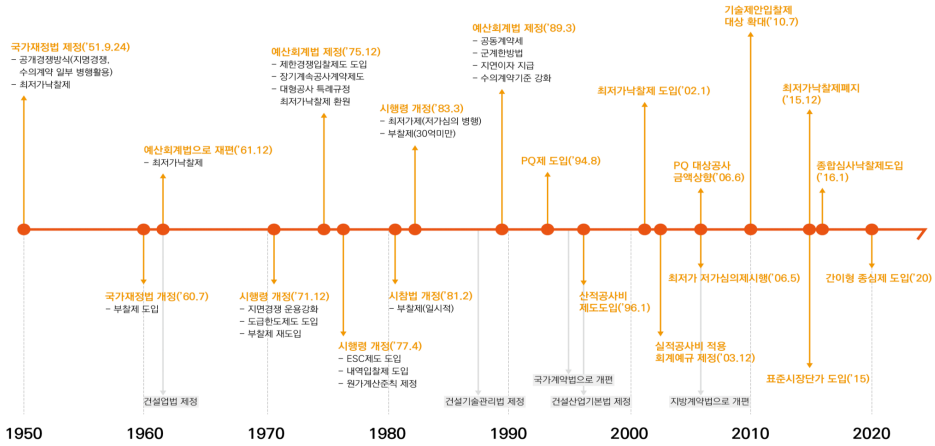 국가재정법 제정('51.9.24)
- 공개경쟁방식(지명경쟁,
수의계약 일부 병행활용)
- 최저가낙찰제
예산회계법으로 재편('61.12)
- 최저가낙찰제
예산회계법 제정('75.12)
- 제한경쟁입찰제도 도입
- 장기계속공사계약제도
- 대형공사 특례규정
최저가낙찰제 환원
시행령 개정('83.3)
- 최저가제(저가심의 병행)
- 부찰제(30억미만)
예산회계법 제정('89.3)
- 공동계약세
- 군계한방법
- 지연이자 지급
- 수의계약기준 강화
PQ제 도입('94.8)
최저가낙찰제 도입('02.1)
PQ 대상공사
금액상향('06.6)
기술제안입찰제
대상 확대('10.7)
최저가낙찰제폐지
('15.12)
종합심사낙찰제도입
('16.1)
국가재정법 개정('60.7)
- 부찰제 도입
시행령 개정('71.12)
- 지면경쟁 운용강화
- 도급한도제도 도입
- 부찰제 재도입
시행령 개정('77.4)
- ESC제도 도입
- 내역입찰제 도입
- 원가계산준칙 제정
시참법 개정('81.2)
- 부찰제(일시적)
산적공사비
제도도입('96.1)
실적공사비 적용
회계예규 제정('03.12)
최저가 저가심의제시행('06.5)
표준시장단가 도입('15)
간이형 종심제 도입('20)
건설업법 제정
건설기술관리법 제정
국가계약법으로 개편
건설산업기본법 제정
지방계약법으로 개편
1950
1960
1970
1980
1990
2000
2010
2020